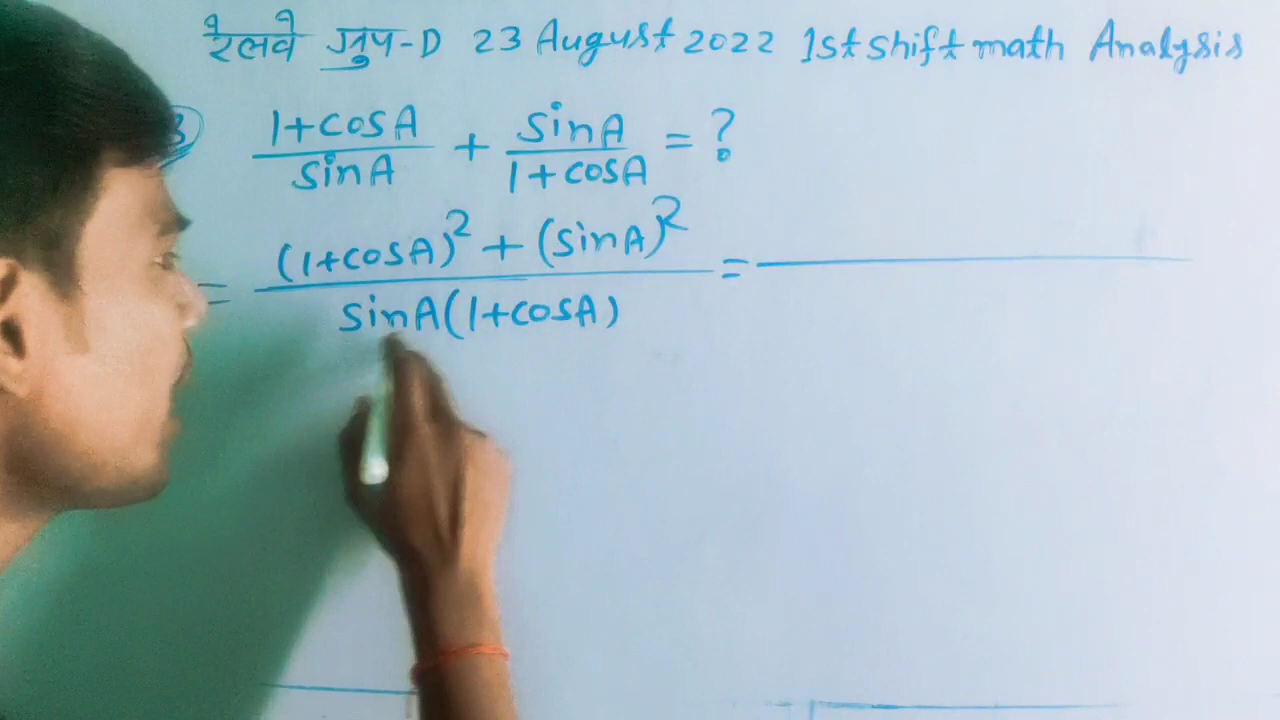 रेलवे ग्रुप-D 23 August 2022 1st shift math Analysis
3 (1+cosA)/(sinA) + (sinA)/(1+cosA) = ?
= ((1+cosA)² + (sinA)²)/(sinA(1+cosA)) =